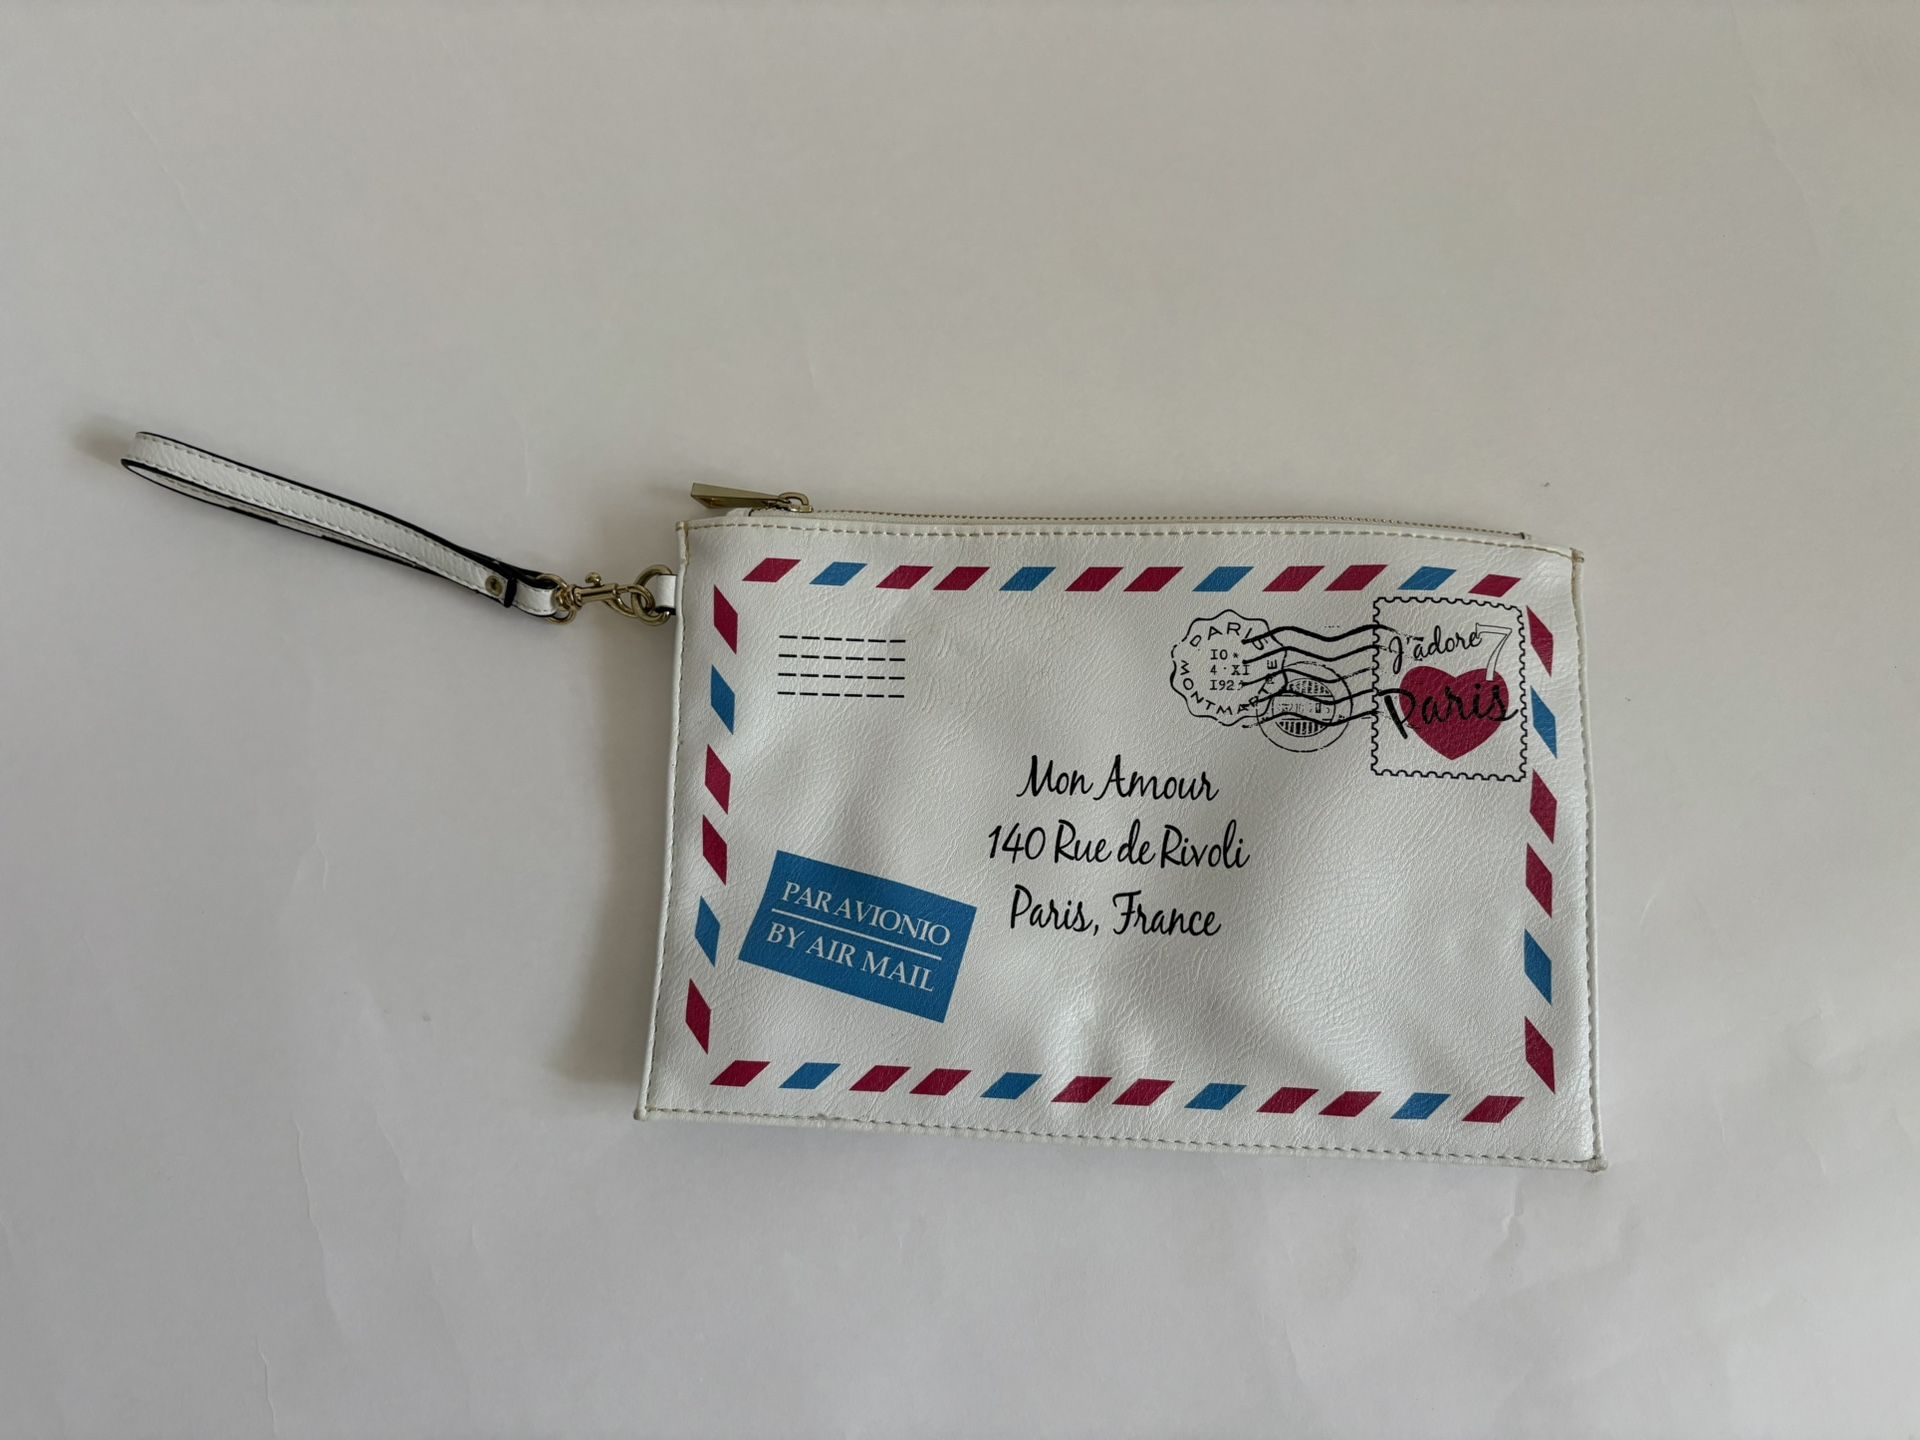 PARIS
10*
4·XI
MONTMARTRE
J'adore
7
Paris
Mon Amour
140 Rue de Rivoli
Paris, France
PAR AVIONIO
BY AIR MAIL